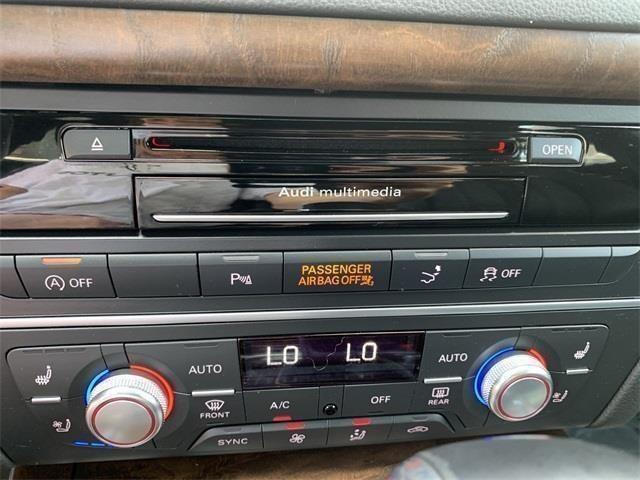 OPEN
Audi multimedia
A OFF P PASSENGER AIRBAG OFF OFF
LO LO
AUTO AUTO
FRONT A/C OFF REAR
SYNC